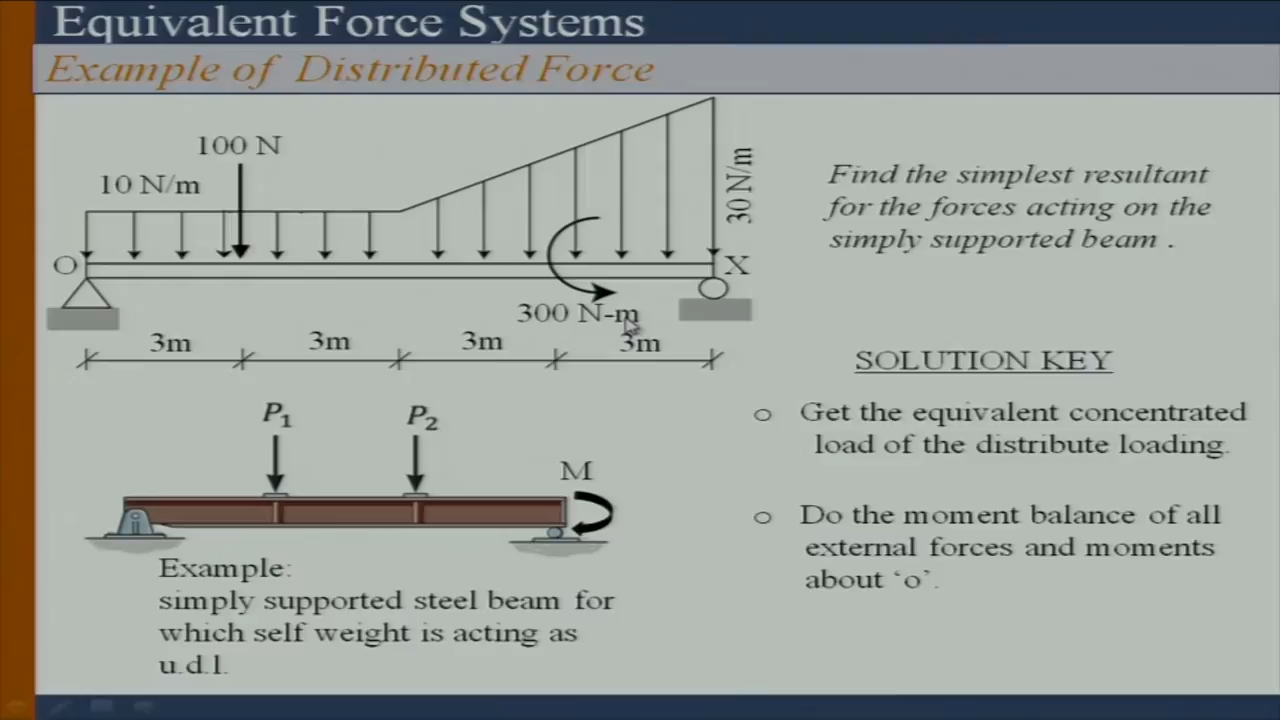 Equivalent Force Systems
Example of Distributed Force
100 N
10 N/m
30 N/m
O
X
300 N-m
3m
3m
3m
3m
Find the simplest resultant
for the forces acting on the
simply supported beam .
SOLUTION KEY
o Get the equivalent concentrated
load of the distribute loading.
o Do the moment balance of all
external forces and moments
about ‘o’.
P₁
P₂
M
Example:
simply supported steel beam for
which self weight is acting as
u.d.l.